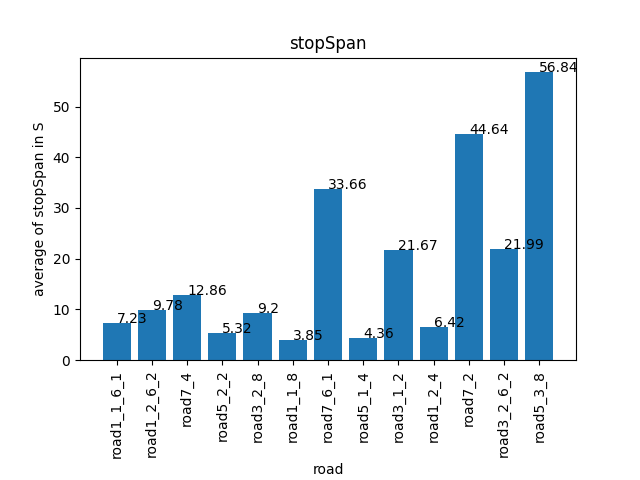 stopSpan
average of stopSpan in S
50
40
30
20
10
0
7.23
9.78
12.86
5.32
9.2
3.85
33.66
4.36
21.67
6.42
44.64
21.99
56.84
road1_1_6_1
road1_2_6_2
road7_4
road5_2_2
road3_2_8
road1_1_8
road7_6_1
road5_1_4
road3_1_2
road1_2_4
road7_2
road3_2_6_2
road5_3_8
road